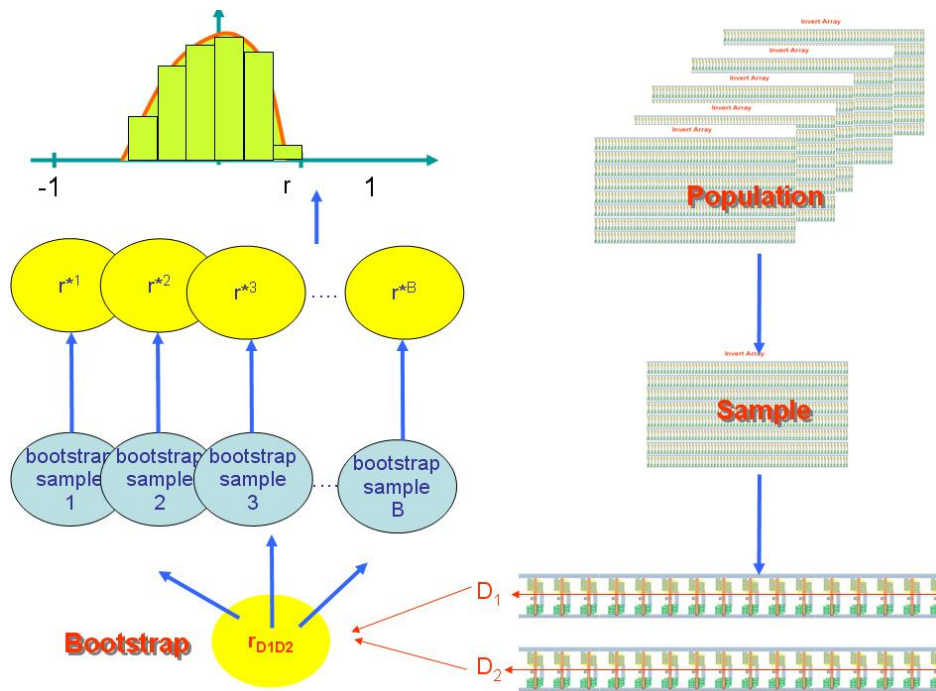 -1
r
1
r*1
r*2
r*3
....
r*B
bootstrap
sample
1
bootstrap
sample
2
bootstrap
sample
3
....
bootstrap
sample
B
Bootstrap
rD1D2
Invert Array
Invert Array
Invert Array
Invert Array
Invert Array
Population
Invert Array
Sample
D1
D2